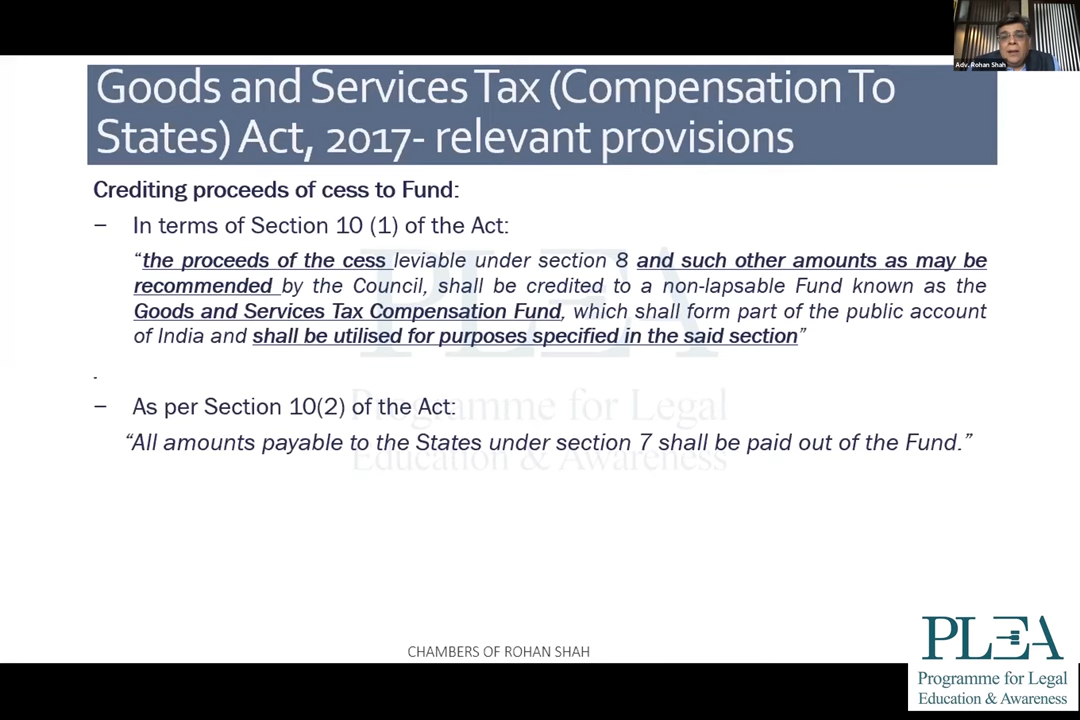 Adv. Rohan Shah
Goods and Services Tax (Compensation To
States) Act, 2017- relevant provisions
Crediting proceeds of cess to Fund:
– In terms of Section 10 (1) of the Act:
“the proceeds of the cess leviable under section 8 and such other amounts as may be
recommended by the Council, shall be credited to a non-lapsable Fund known as the
Goods and Services Tax Compensation Fund, which shall form part of the public account
of India and shall be utilised for purposes specified in the said section”
.
– As per Section 10(2) of the Act:
“All amounts payable to the States under section 7 shall be paid out of the Fund.”
PLEA
Programme for Legal
Education & Awareness
CHAMBERS OF ROHAN SHAH
PLEA
Programme for Legal
Education & Awareness